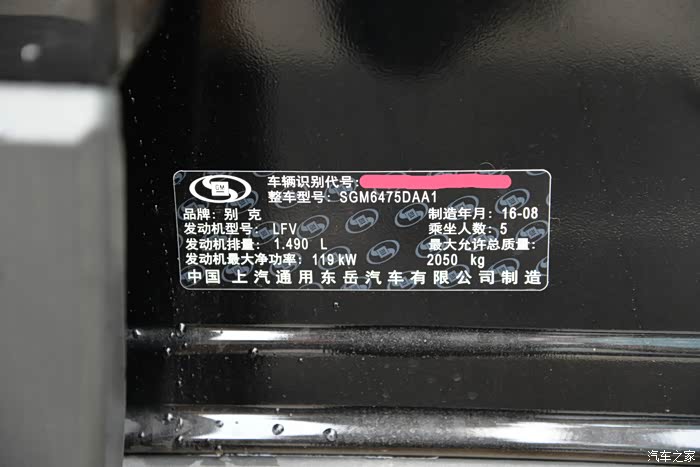 GM
车辆识别代号:
整车型号: SGM6475DAA1
品牌: 别 克 制造年月: 16-08
发动机型号: LFV 乘坐人数: 5
发动机排量: 1.490 L 最大允许总质量:
发动机最大净功率: 119 kW 2050 kg
中国 上汽通用东岳汽车有限公司制造
汽车之家